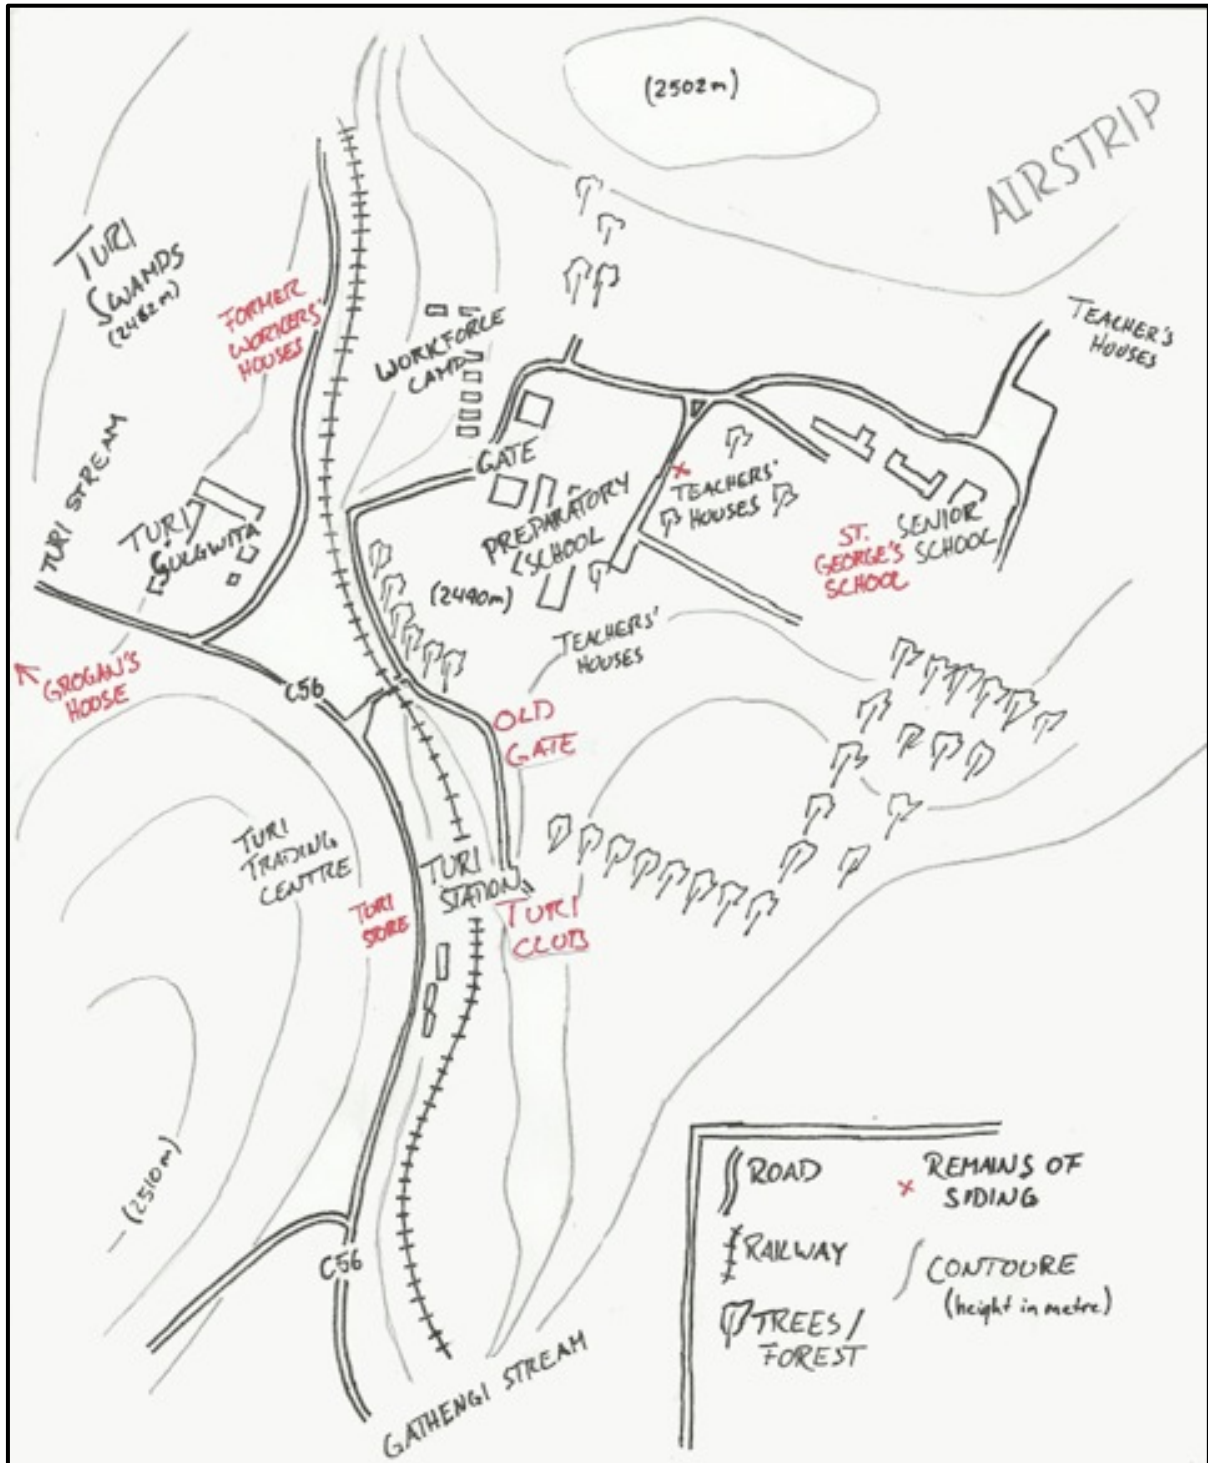 (2502m)
AIRSTRIP
TURI
SWAMDS
(2482m)
FORMER
WORKERS'
HOUSES
WORKFORCE
CAMP
TEACHER'S
HOUSES
TURI STREAM
TURI
GULGWITA
GATE
PREPARATORY
SCHOOL
(2490m)
x
TEACHERS'
HOUSES
SENIOR
SCHOOL
ST.
GEORGE'S
SCHOOL
TEACHERS'
HOUSES
GROGAN'S
HOUSE
C56
OLD
GATE
TURI
TRADING
CENTRE
TURI
STORE
TURI
STATION
TURI
CLUB
(2510m)
C56
GATHENGI STREAM
ROAD
RAILWAY
TREES/
FOREST
x REMAINS OF
SIDING
CONTOURE
(height in metre)